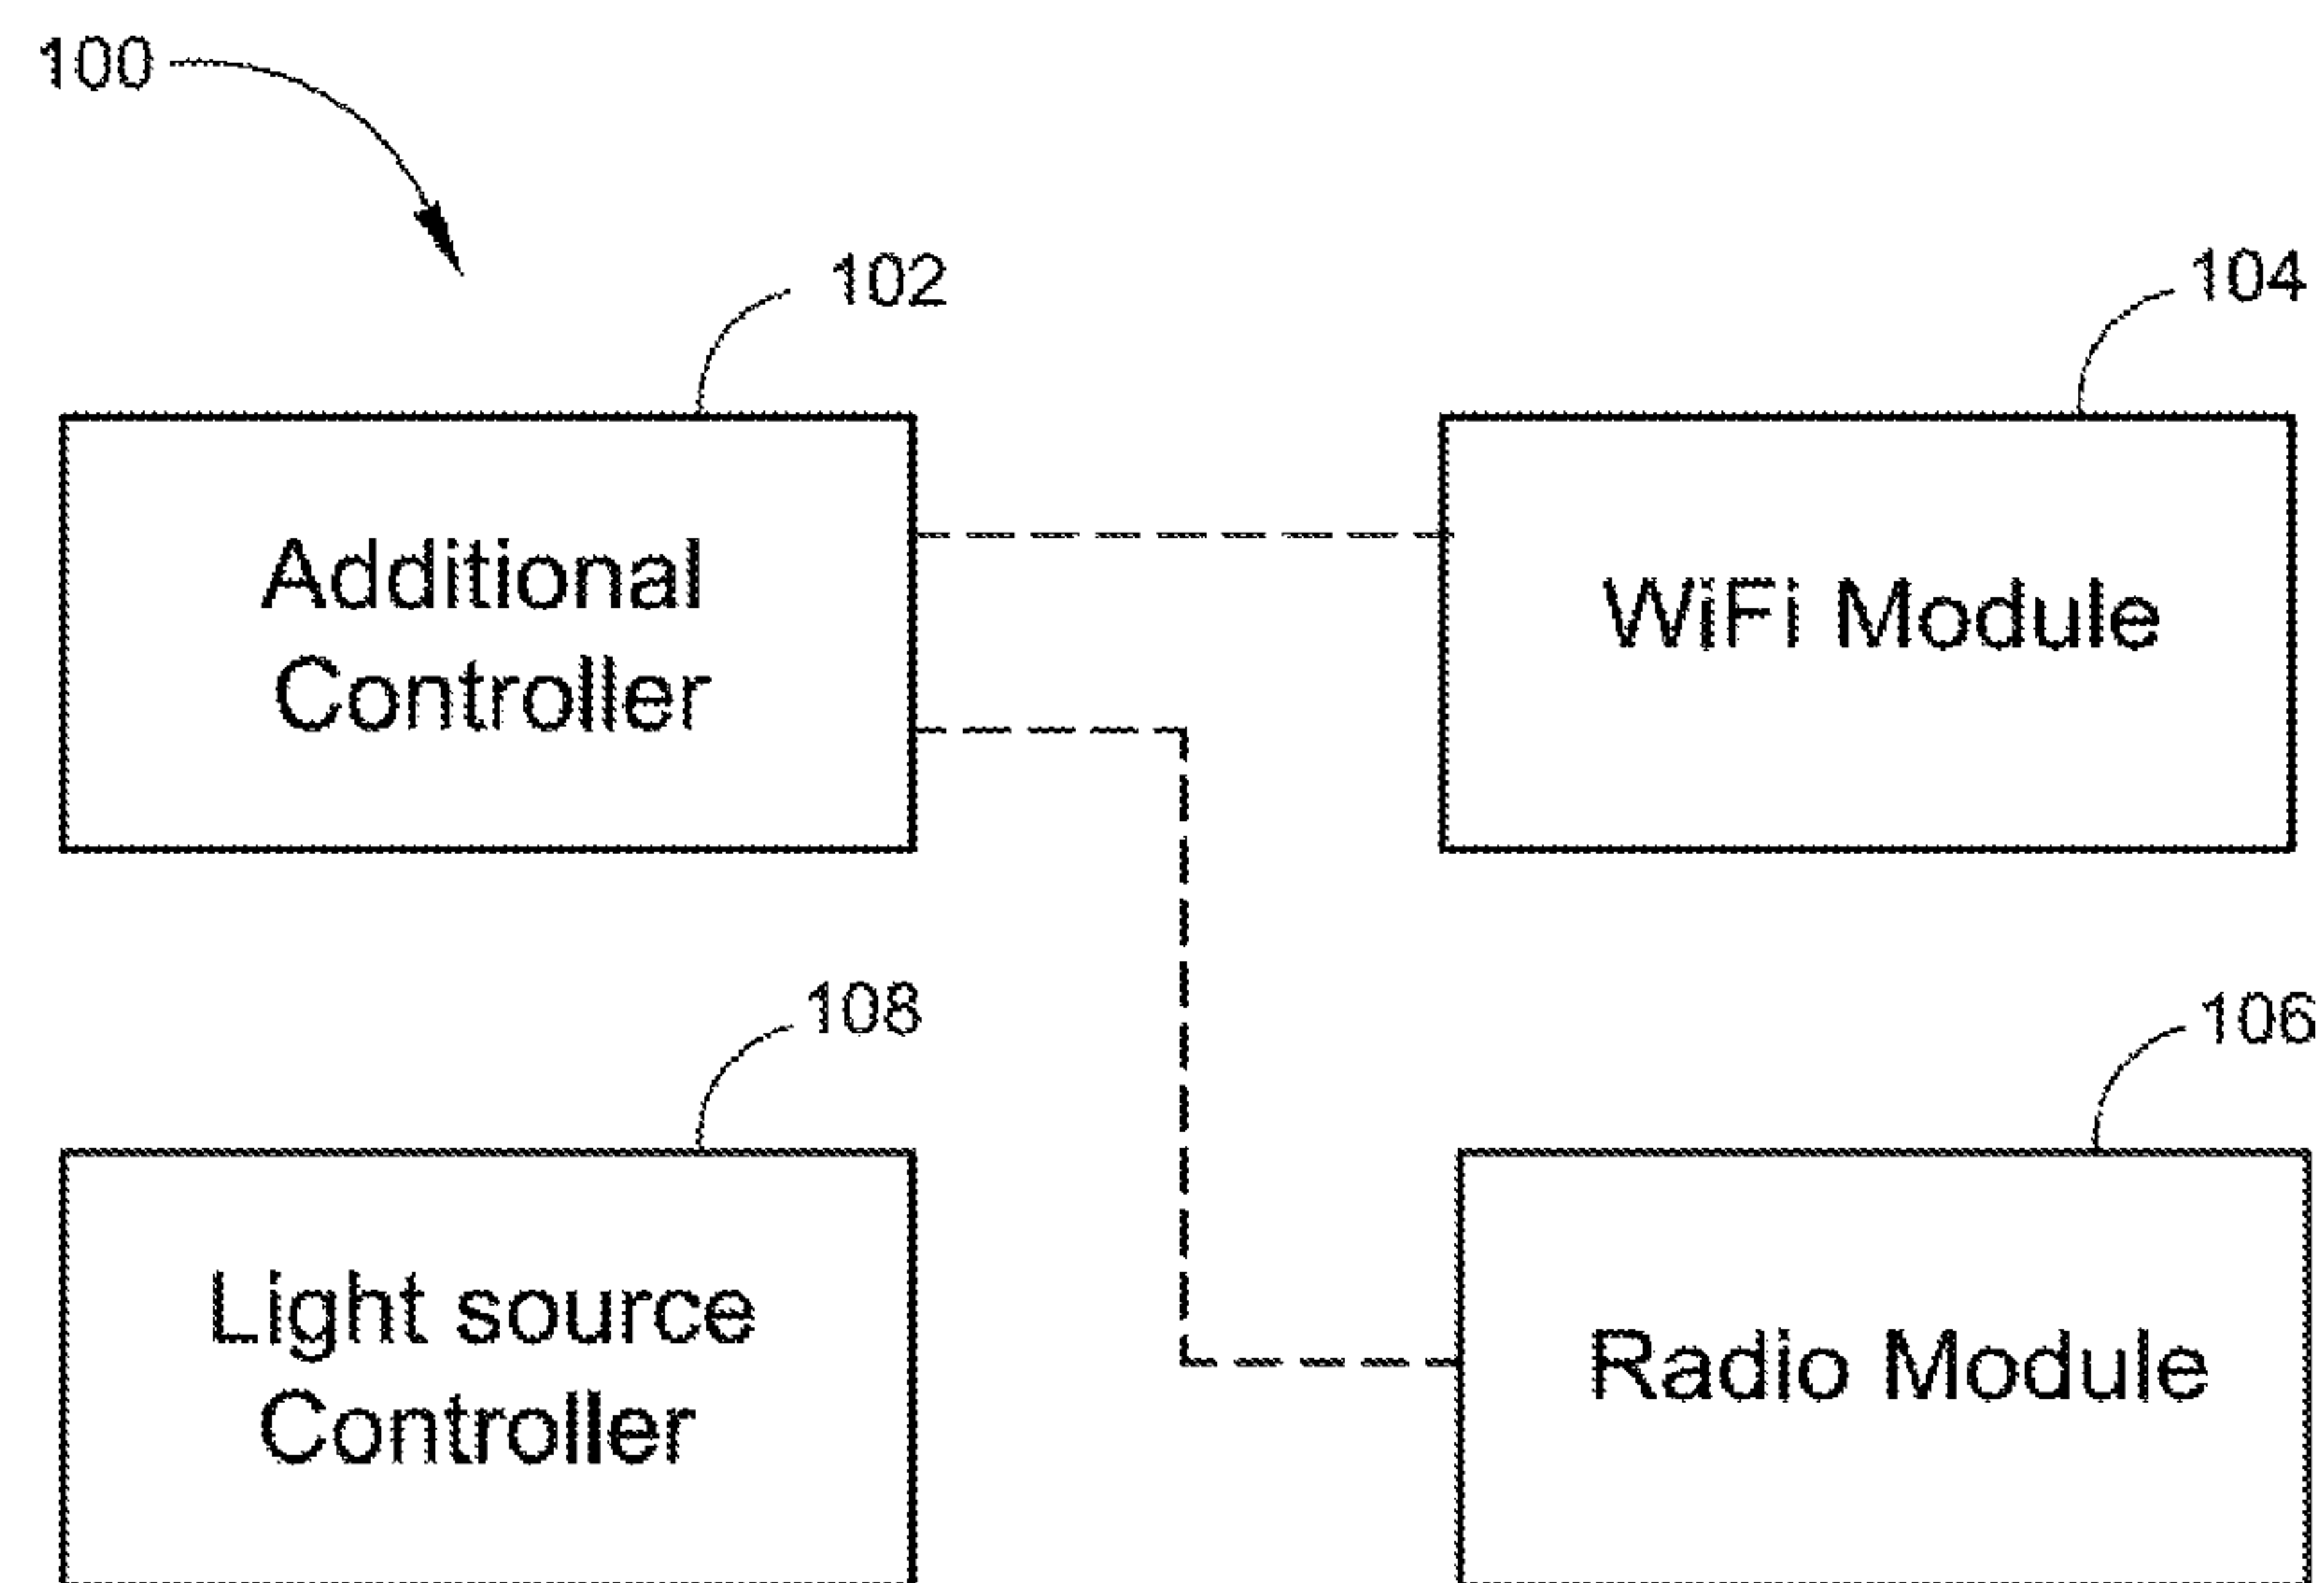 100
102
104
Additional
Controller
WiFi Module
108
106
Light source
Controller
Radio Module